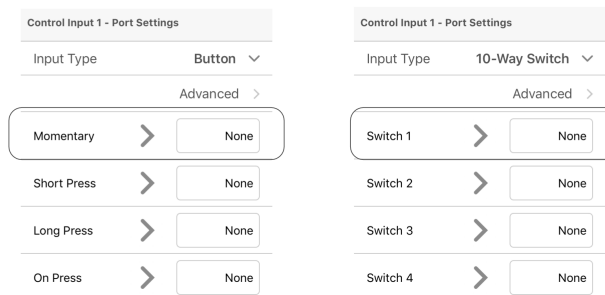 Control Input 1 - Port Settings
Input Type Button
Advanced
Momentary None
Short Press None
Long Press None
On Press None
Control Input 1 - Port Settings
Input Type 10-Way Switch
Advanced
Switch 1 None
Switch 2 None
Switch 3 None
Switch 4 None